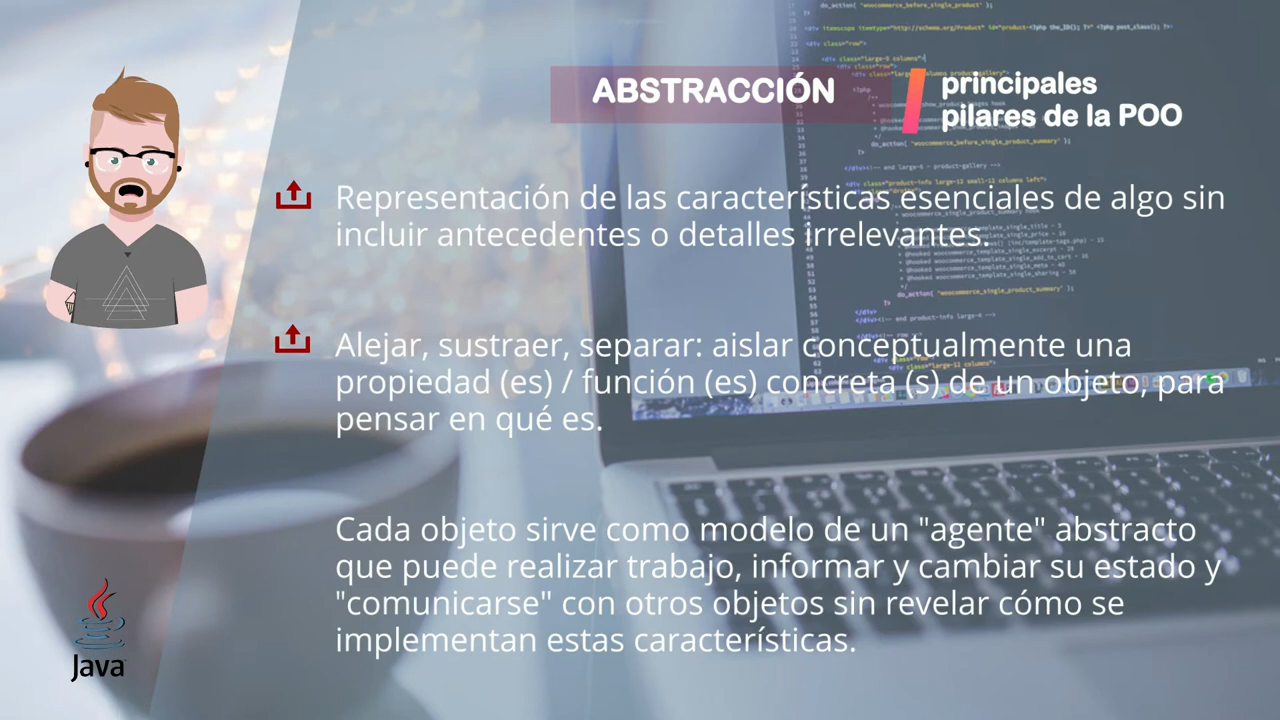 ABSTRACCIÓN
principales
pilares de la POO
Representación de las características esenciales de algo sin
incluir antecedentes o detalles irrelevantes.
Alejar, sustraer, separar: aislar conceptualmente una
propiedad (es) / función (es) concreta (s) de un objeto, para
pensar en qué es.
Cada objeto sirve como modelo de un "agente" abstracto
que puede realizar trabajo, informar y cambiar su estado y
"comunicarse" con otros objetos sin revelar cómo se
implementan estas características.
Java